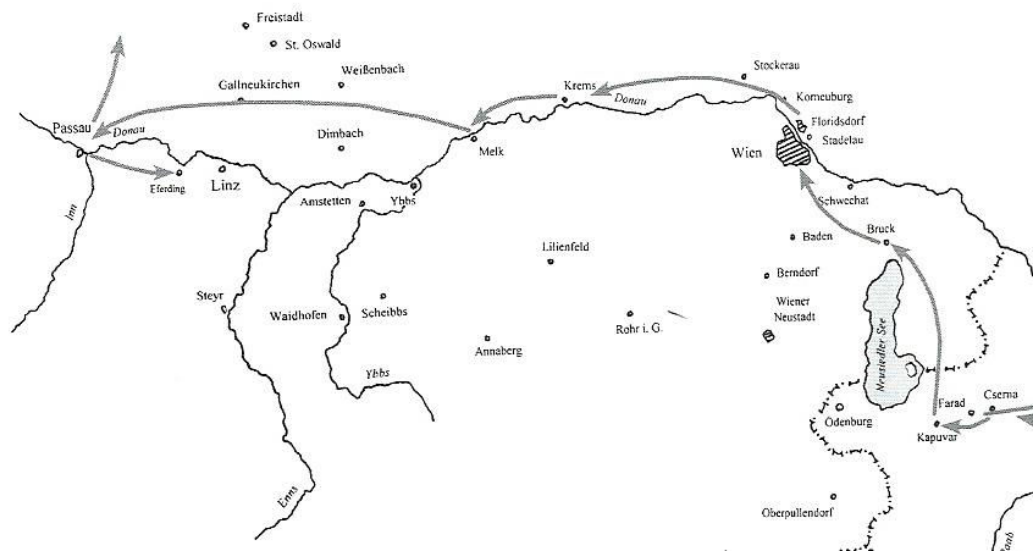 Freistadt
St. Oswald
Weißenbach
Gallneukirchen
Stockerau
Krems
Donau
Korneuburg
Passau
Donau
Dimbach
Floridsdorf
Stadelau
Melk
Wien
Eferding
Linz
Amstetten
Ybbs
Schwechat
Inn
Baden
Bruck
Lilienfeld
Berndorf
Steyr
Waidhofen
Scheibbs
Rohr i. G.
Wiener
Neustadt
Annaberg
Neusiedler See
Ybbs
Ödenburg
Farad
Cserna
Kapuvar
Enns
Oberpullendorf
Raab